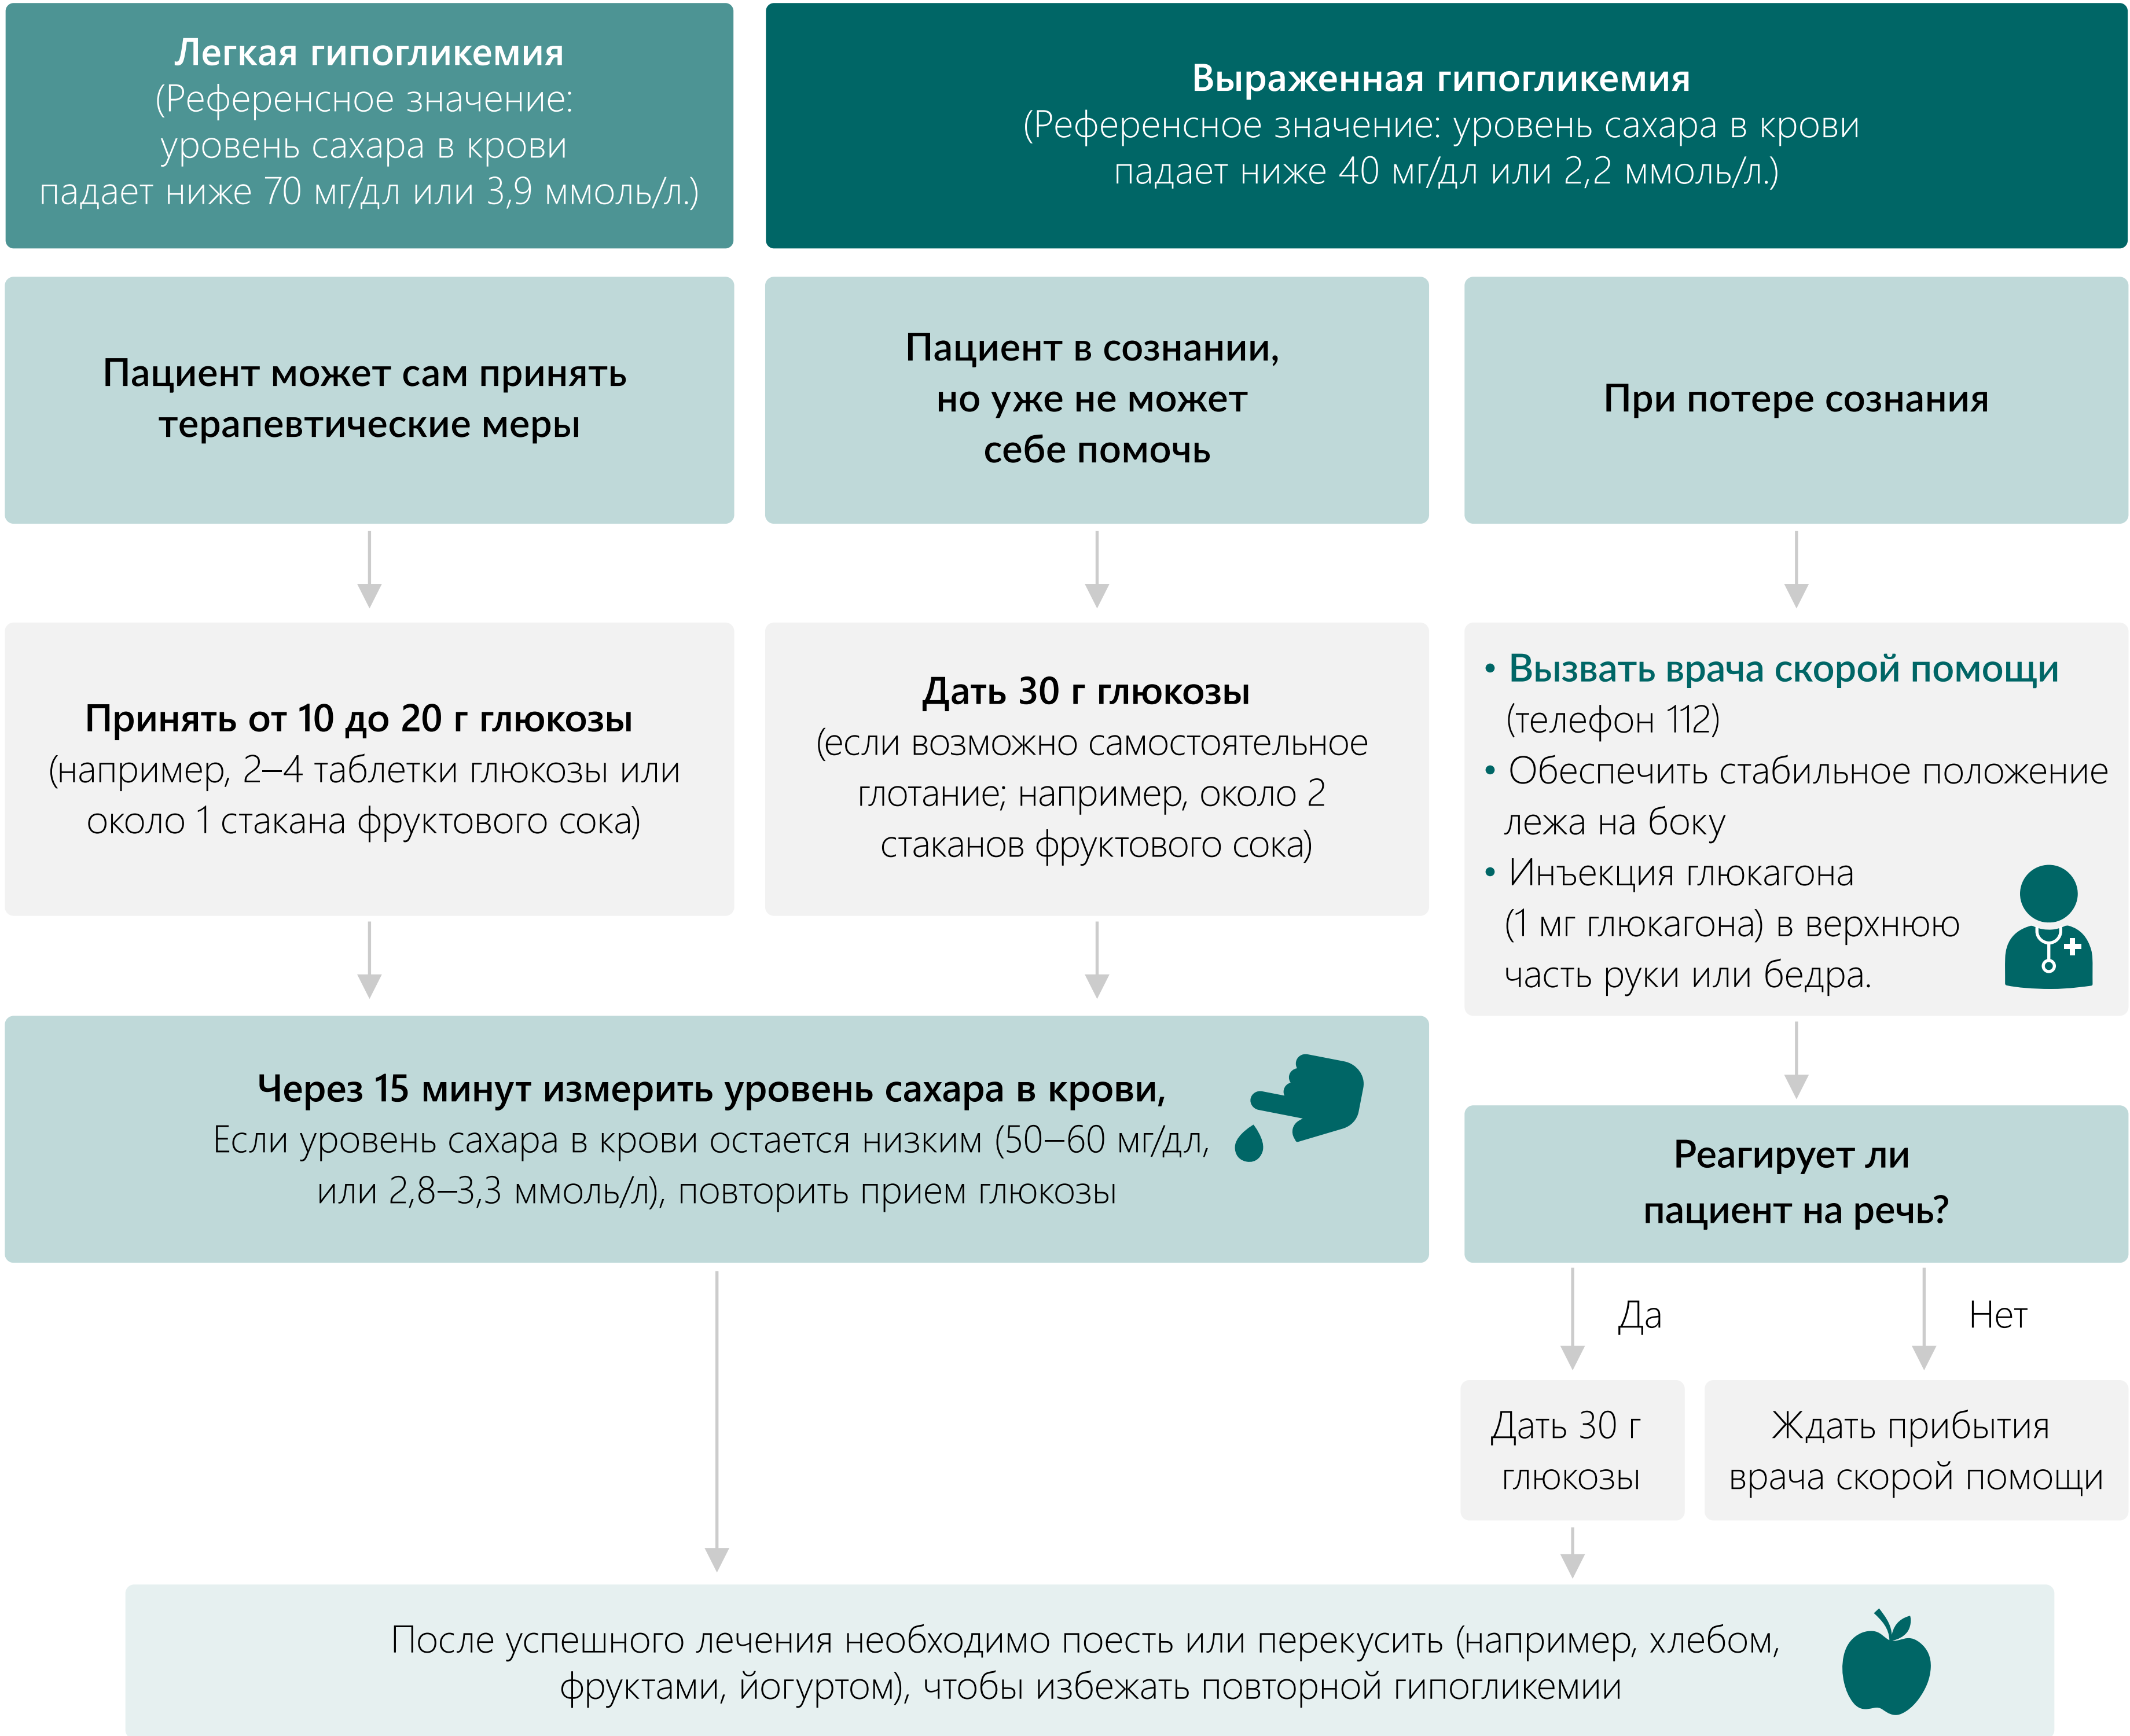 Легкая гипогликемия
(Референсное значение:
уровень сахара в крови
падает ниже 70 мг/дл или 3,9 ммоль/л.)
Выраженная гипогликемия
(Референсное значение: уровень сахара в крови
падает ниже 40 мг/дл или 2,2 ммоль/л.)
Пациент может сам принять
терапевтические меры
Пациент в сознании,
но уже не может
себе помочь
При потере сознания
Принять от 10 до 20 г глюкозы
(например, 2–4 таблетки глюкозы или
около 1 стакана фруктового сока)
Дать 30 г глюкозы
(если возможно самостоятельное
глотание; например, около 2
стаканов фруктового сока)
• Вызвать врача скорой помощи
(телефон 112)
• Обеспечить стабильное положение
лежа на боку
• Инъекция глюкагона
(1 мг глюкагона) в верхнюю
часть руки или бедра.
Через 15 минут измерить уровень сахара в крови,
Если уровень сахара в крови остается низким (50–60 мг/дл,
или 2,8–3,3 ммоль/л), повторить прием глюкозы
Реагирует ли
пациент на речь?
Да
Нет
Дать 30 г
глюкозы
Ждать прибытия
врача скорой помощи
После успешного лечения необходимо поесть или перекусить (например, хлебом,
фруктами, йогуртом), чтобы избежать повторной гипогликемии